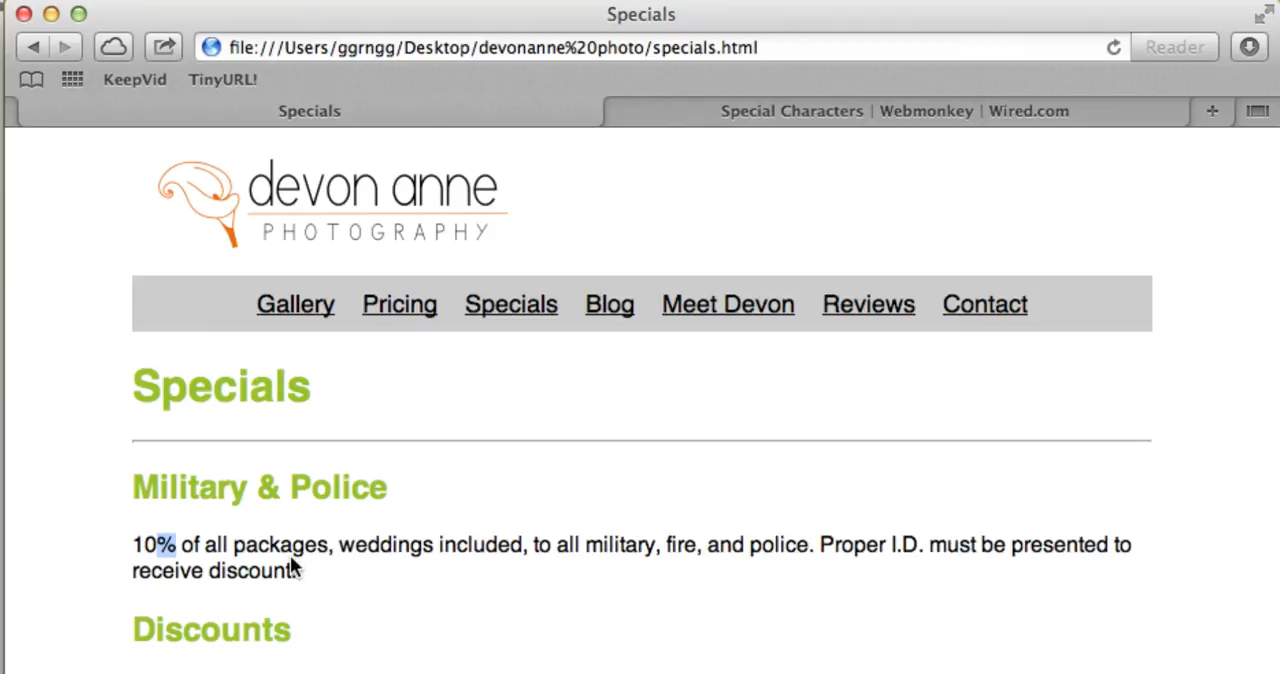 Specials
file:///Users/ggrngg/Desktop/devonanne%20photo/specials.html
Reader
KeepVid TinyURL!
Specials Special Characters | Webmonkey | Wired.com
devon anne
PHOTOGRAPHY
Gallery Pricing Specials Blog Meet Devon Reviews Contact
Specials
Military & Police
10% of all packages, weddings included, to all military, fire, and police. Proper I.D. must be presented to
receive discount.
Discounts